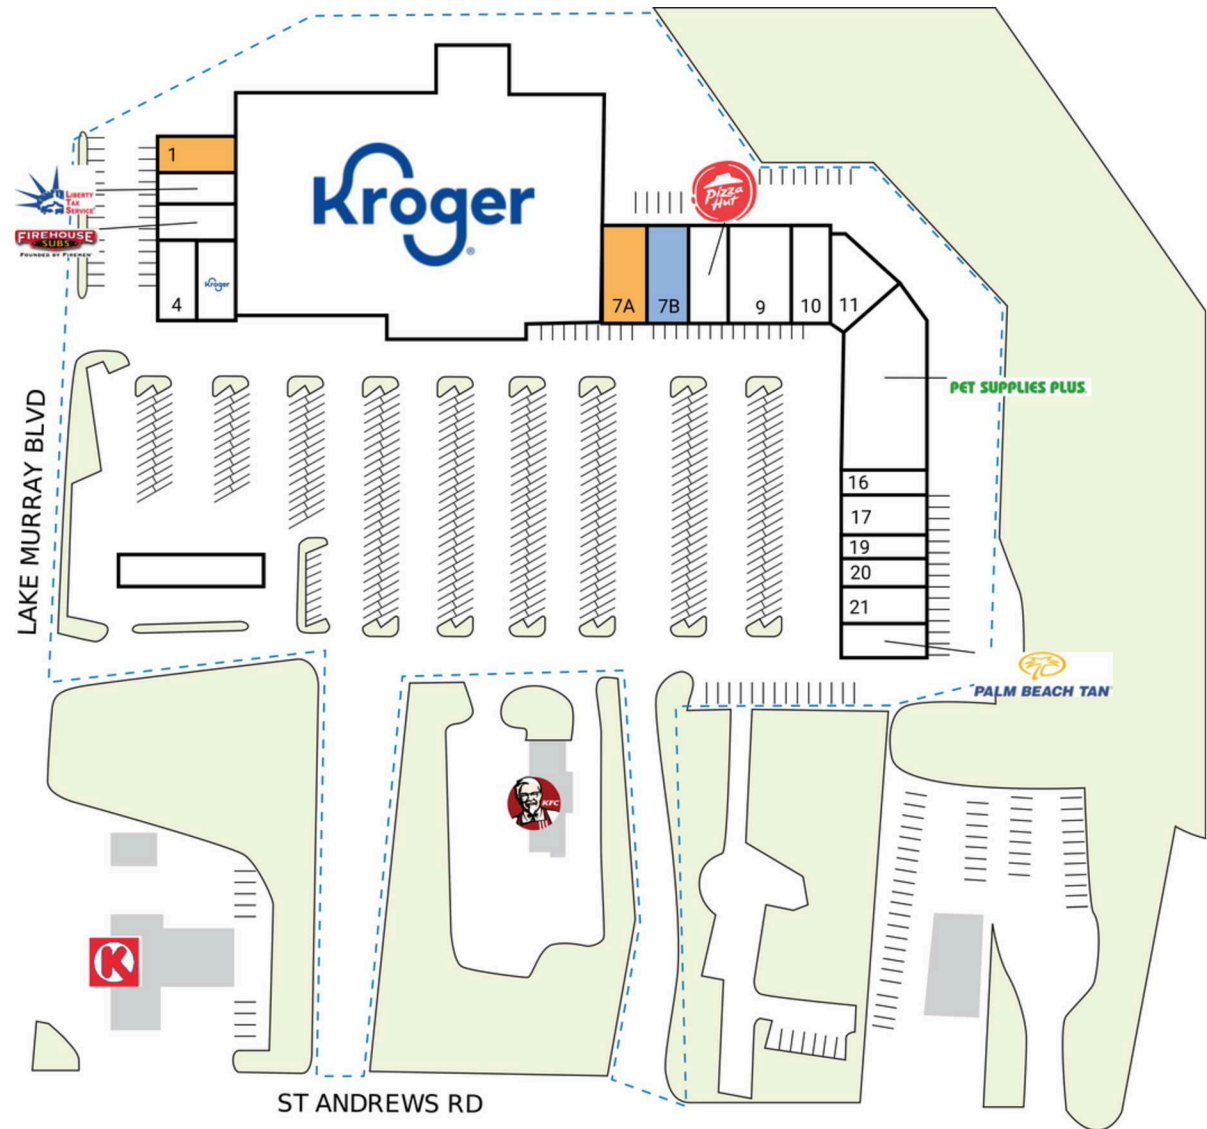 1
LIBERTY
TAX
SERVICE
FIREHOUSE
SUBS
FOUNDED BY FIREMEN
4
Kroger
Kroger
®
Pizza
Hut
7A
7B
9
10
11
PET SUPPLIES PLUS
16
17
19
20
21
PALM BEACH TAN
LAKE MURRAY BLVD
KFC
K
ST ANDREWS RD